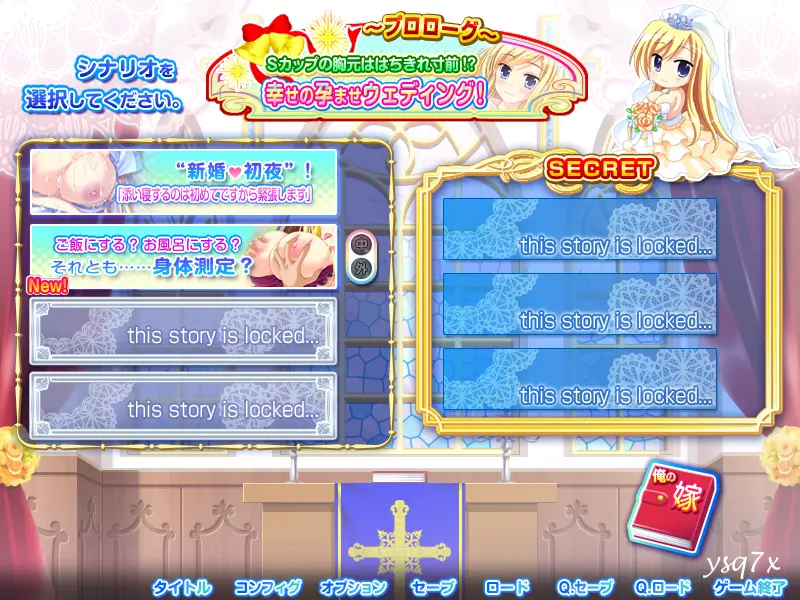 ～プロローグ～
Sカップの胸元ははちきれ寸前!?
幸せの孕ませウェディング！
シナリオを
選択してください。
“新婚♥初夜”！
「添い寝するのは初めてですから緊張します」
ご飯にする？お風呂にする？
それとも……身体測定？
中
外
New!
this story is locked...
this story is locked...
SECRET
this story is locked...
this story is locked...
this story is locked...
俺の
嫁
ysq7x
タイトル コンフィグ オプション セーブ ロード Q.セーブ Q.ロード ゲーム終了